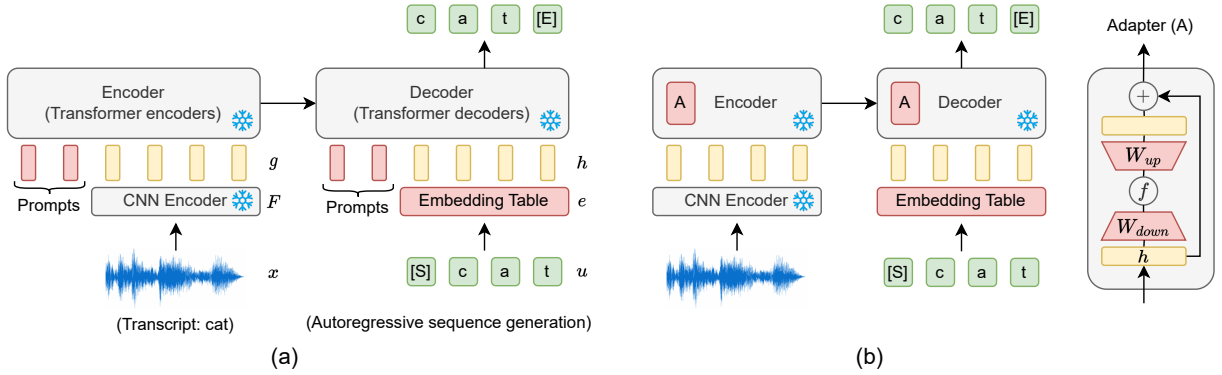 c a t [E]
Encoder
(Transformer encoders)
Decoder
(Transformer decoders)
g
h
Prompts
CNN Encoder
F
Prompts
Embedding Table
e
x
[S] c a t
u
(Transcript: cat)
(Autoregressive sequence generation)
(a)
c a t [E]
A Encoder
A Decoder
CNN Encoder
Embedding Table
[S] c a t
(b)
Adapter (A)
+
W_up
f
W_down
h